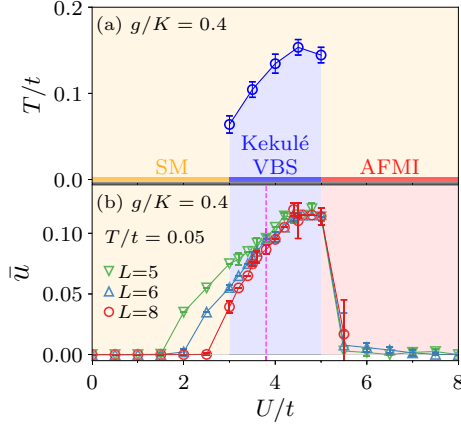 (a) g/K = 0.4
T/t
0.2
0.1
0.0
Kekulé
VBS
SM
AFMI
(b) g/K = 0.4
T/t = 0.05
L=5
L=6
L=8
ū
0.10
0.05
0.00
0 2 4 6 8
U/t